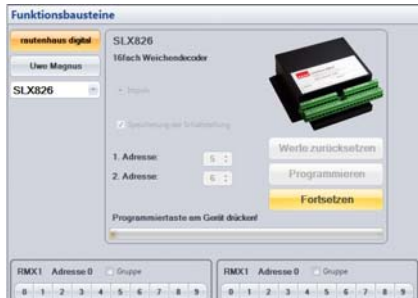 Funktionsbausteine
rautenhaus digital
SLX826
16fach Weichendecoder
Uwe Magnus
SLX826
Impuls
Speicherung der Schaltstellung
1. Adresse: 5
2. Adresse: 6
Werte zurücksetzen
Programmieren
Fortsetzen
Programmiertaste am Gerät drücken!
RMX1 Adresse 0 Gruppe
0 1 2 3 4 5 6 7 8 9
RMX1 Adresse 0 Gruppe
0 1 2 3 4 5 6 7 8 9